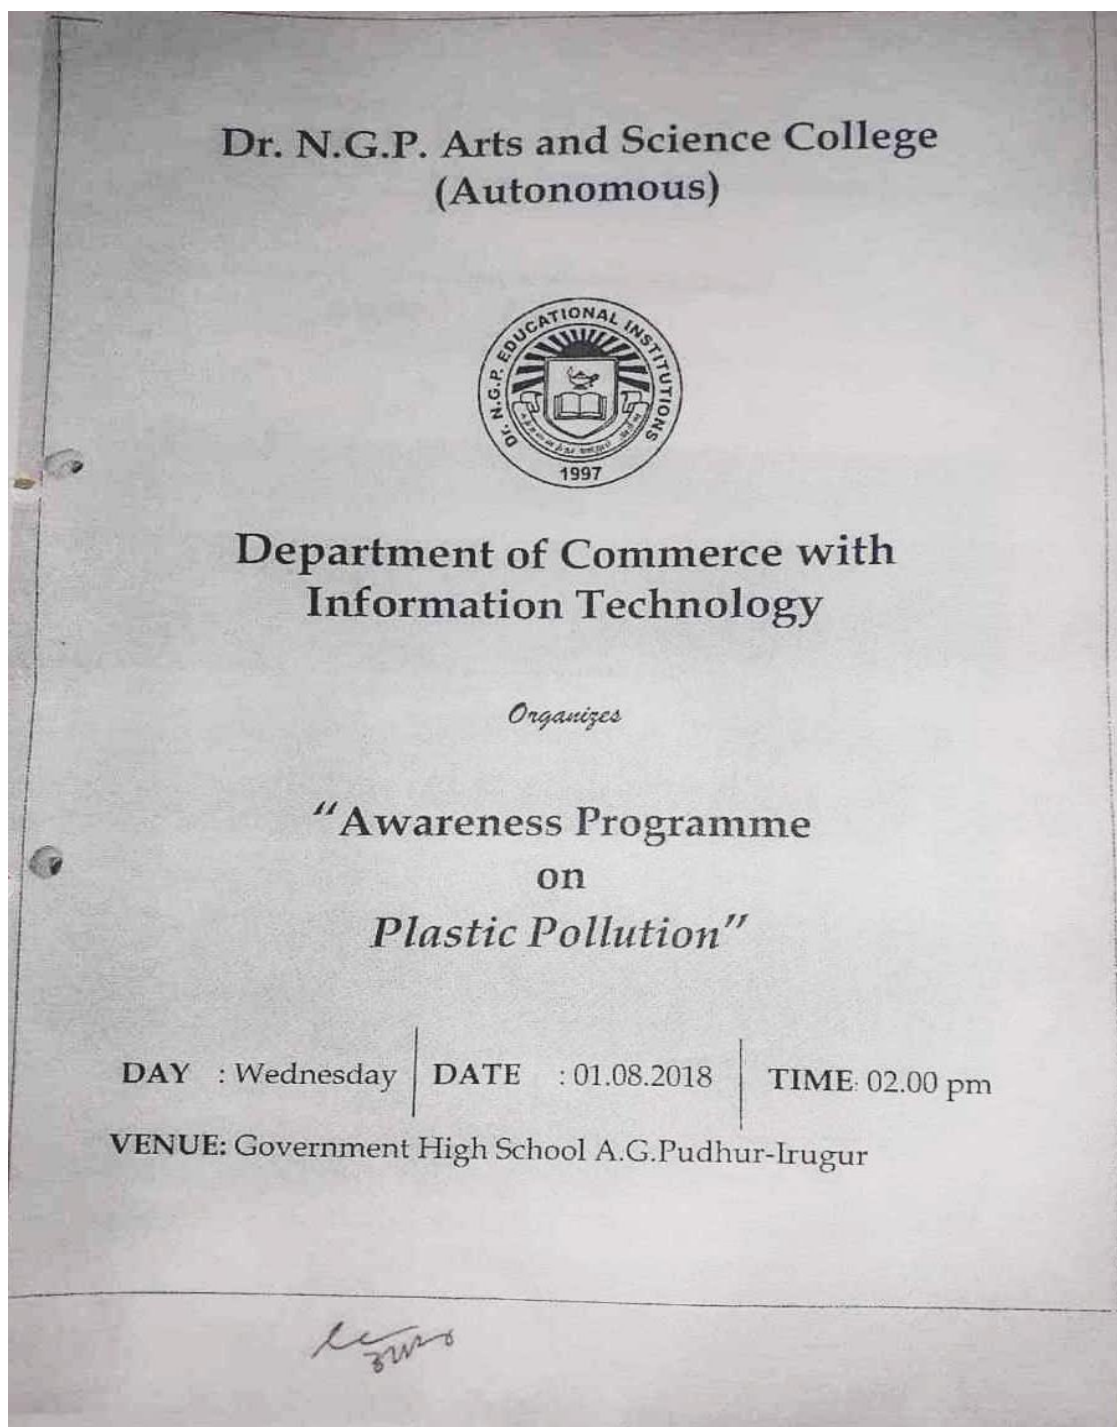 Dr. N.G.P. Arts and Science College
(Autonomous)
Dr. N.G.P. EDUCATIONAL INSTITUTIONS
1997
Department of Commerce with
Information Technology
Organizes
"Awareness Programme
on
Plastic Pollution"
DAY : Wednesday DATE : 01.08.2018 TIME: 02.00 pm
VENUE: Government High School A.G.Pudhur-Irugur